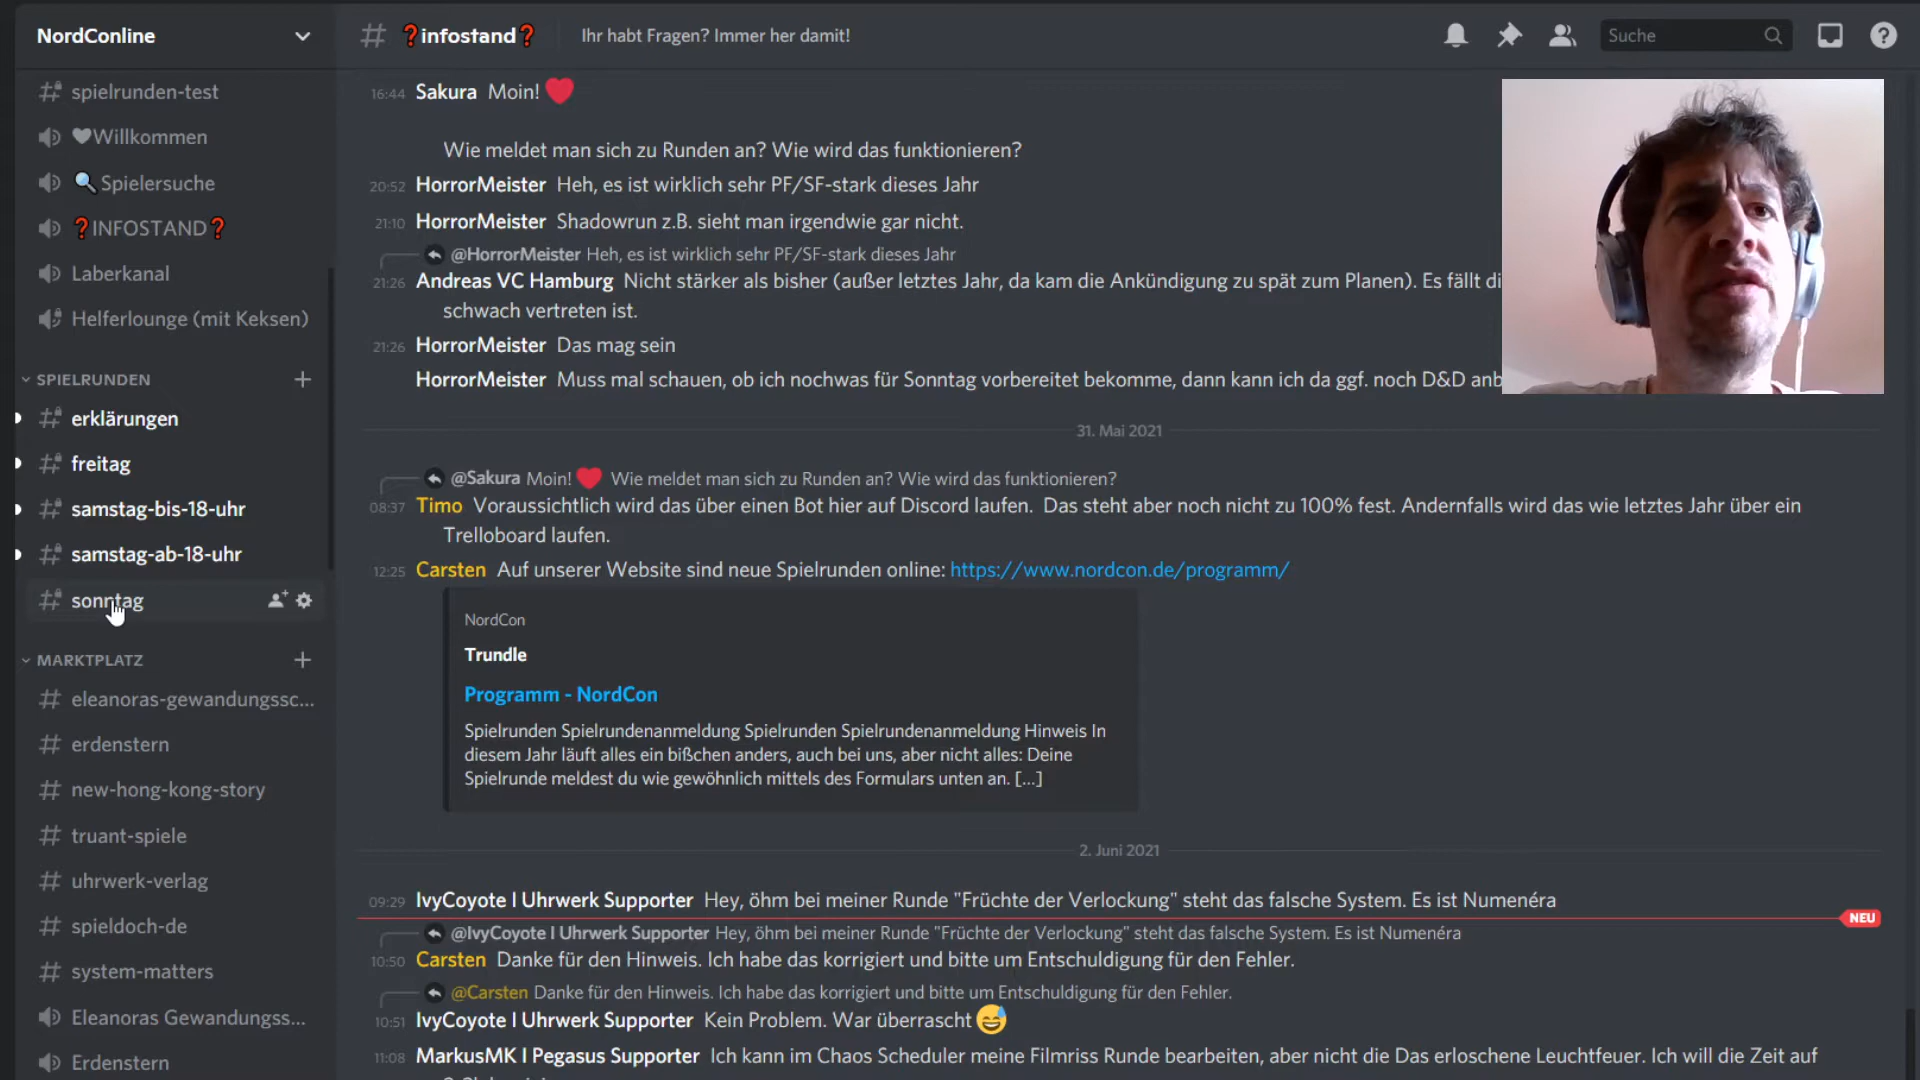 NordConline
❓infostand❓
Ihr habt Fragen? Immer her damit!
Suche
spielrunden-test
Willkommen
Spielersuche
❓INFOSTAND❓
Laberkanal
Helferlounge (mit Keksen)
SPIELRUNDEN
erklärungen
freitag
samstag-bis-18-uhr
samstag-ab-18-uhr
sonntag
MARKTPLATZ
eleanoras-gewandungssc...
erdenstern
new-hong-kong-story
truant-spiele
uhrwerk-verlag
spieldoch-de
system-matters
Eleanoras Gewandungss...
Erdenstern
16:44 Sakura Moin! ❤
Wie meldet man sich zu Runden an? Wie wird das funktionieren?
20:52 HorrorMeister Heh, es ist wirklich sehr PF/SF-stark dieses Jahr
21:10 HorrorMeister Shadowrun z.B. sieht man irgendwie gar nicht.
@HorrorMeister Heh, es ist wirklich sehr PF/SF-stark dieses Jahr
21:26 Andreas VC Hamburg Nicht stärker als bisher (außer letztes Jahr, da kam die Ankündigung zu spät zum Planen). Es fällt di
schwach vertreten ist.
21:26 HorrorMeister Das mag sein
HorrorMeister Muss mal schauen, ob ich nochwas für Sonntag vorbereitet bekomme, dann kann ich da ggf. noch D&D anb
31. Mai 2021
@Sakura Moin! ❤ Wie meldet man sich zu Runden an? Wie wird das funktionieren?
08:37 Timo Voraussichtlich wird das über einen Bot hier auf Discord laufen. Das steht aber noch nicht zu 100% fest. Andernfalls wird das wie letztes Jahr über ein
Trelloboard laufen.
12:25 Carsten Auf unserer Website sind neue Spielrunden online: https://www.nordcon.de/programm/
NordCon
Trundle
Programm - NordCon
Spielrunden Spielrundenanmeldung Spielrunden Spielrundenanmeldung Hinweis In
diesem Jahr läuft alles ein bißchen anders, auch bei uns, aber nicht alles: Deine
Spielrunde meldest du wie gewöhnlich mittels des Formulars unten an. [...]
2. Juni 2021
09:29 IvyCoyote I Uhrwerk Supporter Hey, öhm bei meiner Runde "Früchte der Verlockung" steht das falsche System. Es ist Numenéra
NEU
@IvyCoyote I Uhrwerk Supporter Hey, öhm bei meiner Runde "Früchte der Verlockung" steht das falsche System. Es ist Numenéra
10:50 Carsten Danke für den Hinweis. Ich habe das korrigiert und bitte um Entschuldigung für den Fehler.
@Carsten Danke für den Hinweis. Ich habe das korrigiert und bitte um Entschuldigung für den Fehler.
10:51 IvyCoyote I Uhrwerk Supporter Kein Problem. War überrascht 😅
11:08 MarkusMK I Pegasus Supporter Ich kann im Chaos Scheduler meine Filmriss Runde bearbeiten, aber nicht die Das erloschene Leuchtfeuer. Ich will die Zeit auf